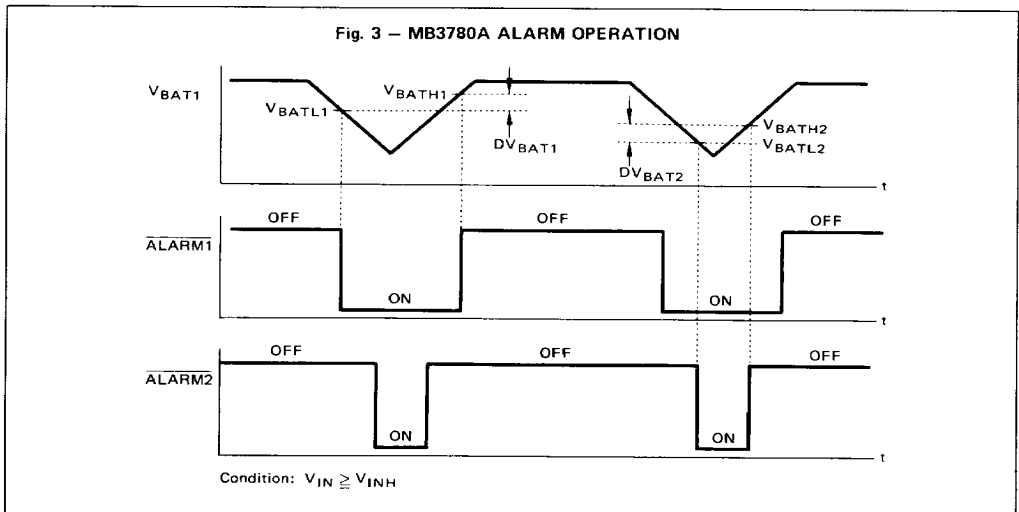 Fig. 3 – MB3780A ALARM OPERATION
VBAT1
VBATL1
VBATH1
DVBAT1
VBATH2
VBATL2
DVBAT2
t
OFF
OFF
OFF
ALARM1
ON
ON
t
OFF
OFF
OFF
ALARM2
ON
ON
t
Condition: VIN ≧ VINH